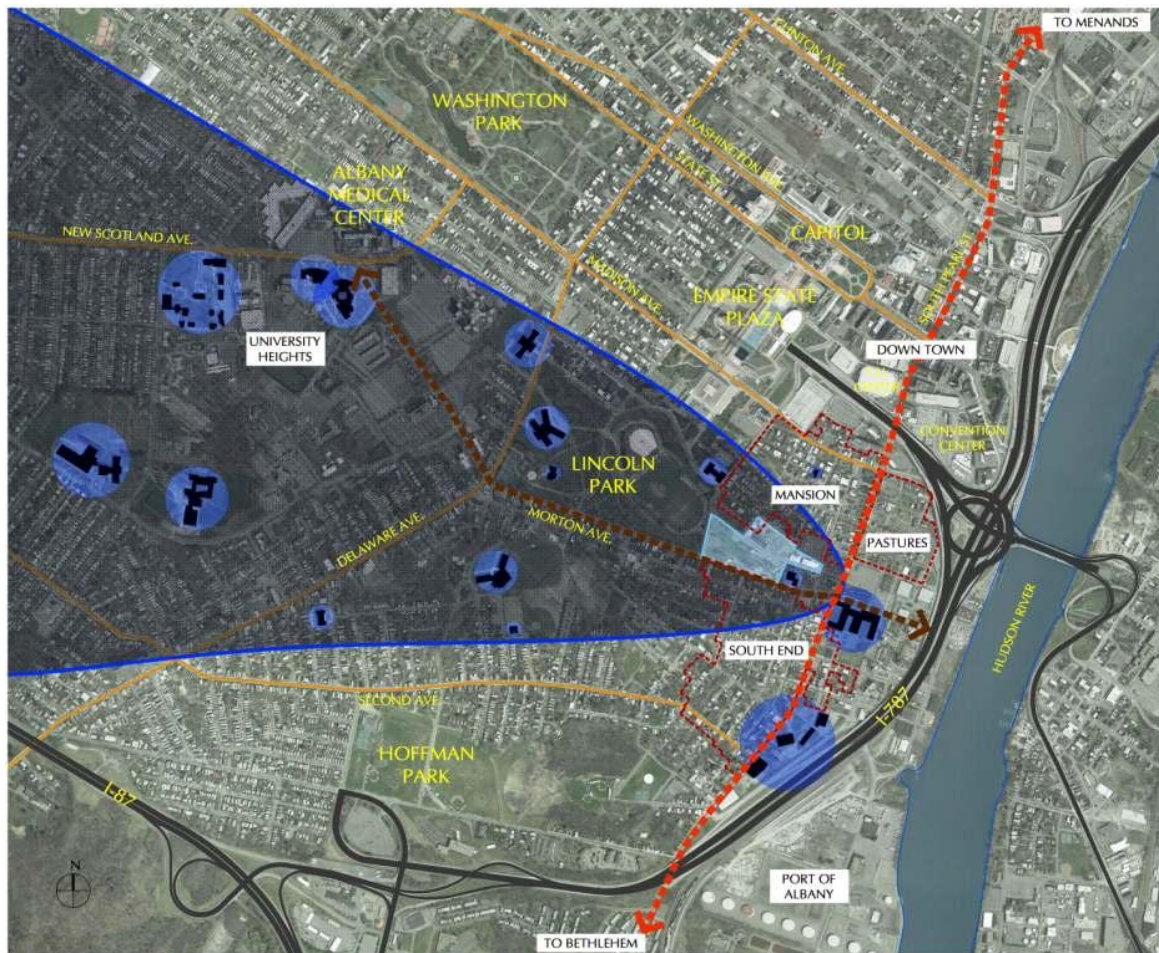 TO MENANDS
CLINTON AVE.
WASHINGTON
PARK
WASHINGTON AVE.
STATE ST.
ALBANY
MEDICAL
CENTER
NEW SCOTLAND AVE.
CAPITOL
MADISON AVE.
SOUTH PEARL ST.
EMPIRE STATE
PLAZA
UNIVERSITY
HEIGHTS
DOWN TOWN
CONVENTION
CENTER
LINCOLN
PARK
MANSION
MORTON AVE.
DELAWARE AVE.
PASTURES
HUDSON RIVER
SOUTH END
SECOND AVE.
I-787
HOFFMAN
PARK
I-87
N
PORT OF
ALBANY
TO BETHLEHEM